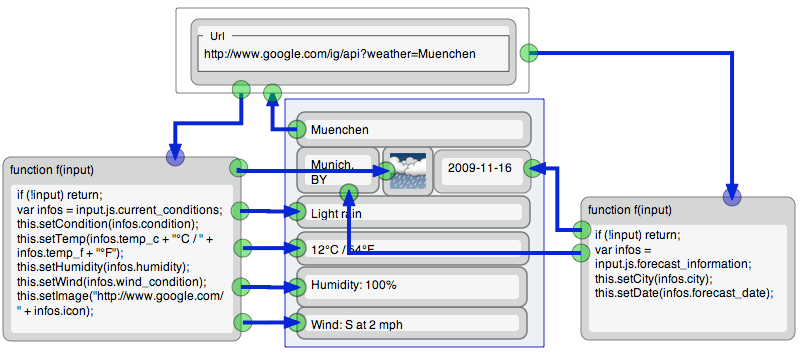 Url
http://www.google.com/ig/api?weather=Muenchen
Muenchen
Munich,
BY
2009-11-16
Light rain
12°C / 54°F
Humidity: 100%
Wind: S at 2 mph
function f(input)
if (!input) return;
var infos = input.js.current_conditions;
this.setCondition(infos.condition);
this.setTemp(infos.temp_c + "°C / " +
infos.temp_f + "°F");
this.setHumidity(infos.humidity);
this.setWind(infos.wind_condition);
this.setImage("http://www.google.com/
" + infos.icon);
function f(input)
if (!input) return;
var infos =
input.js.forecast_information;
this.setCity(infos.city);
this.setDate(infos.forecast_date);